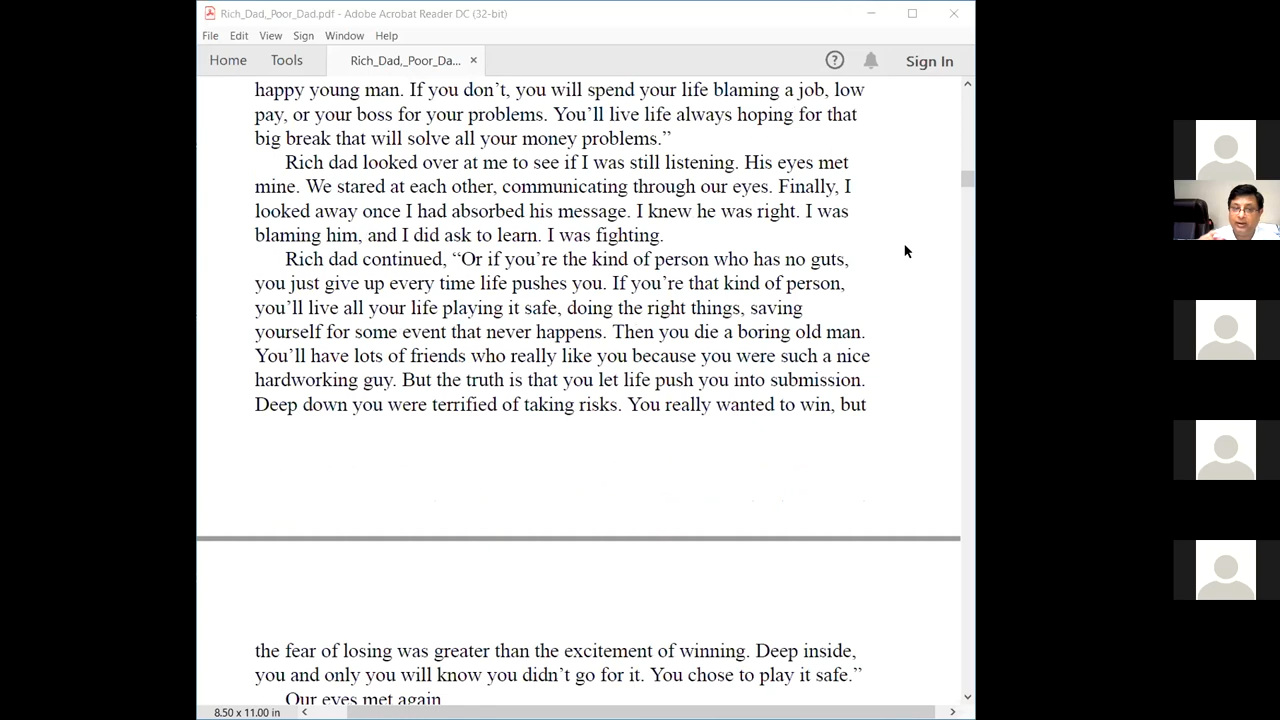 Rich_Dad,_Poor_Dad.pdf - Adobe Acrobat Reader DC (32-bit)
File Edit View Sign Help
Home Tools Rich_Dad,_Poor_Da... × Sign In
happy young man. If you don’t, you will spend your life blaming a job, low
pay, or your boss for your problems. You’ll live life always hoping for that
big break that will solve all your money problems.”
Rich dad looked over at me to see if I was still listening. His eyes met
mine. We stared at each other, communicating through our eyes. Finally, I
looked away once I had absorbed his message. I knew he was right. I was
blaming him, and I did ask to learn. I was fighting.
Rich dad continued, “Or if you’re the kind of person who has no guts,
you just give up every time life pushes you. If you’re that kind of person,
you’ll live all your life playing it safe, doing the right things, saving
yourself for some event that never happens. Then you die a boring old man.
You’ll have lots of friends who really like you because you were such a nice
hardworking guy. But the truth is that you let life push you into submission.
Deep down you were terrified of taking risks. You really wanted to win, but
the fear of losing was greater than the excitement of winning. Deep inside,
you and only you will know you didn’t go for it. You chose to play it safe.”
Our eyes met again
8.50 x 11.00 in